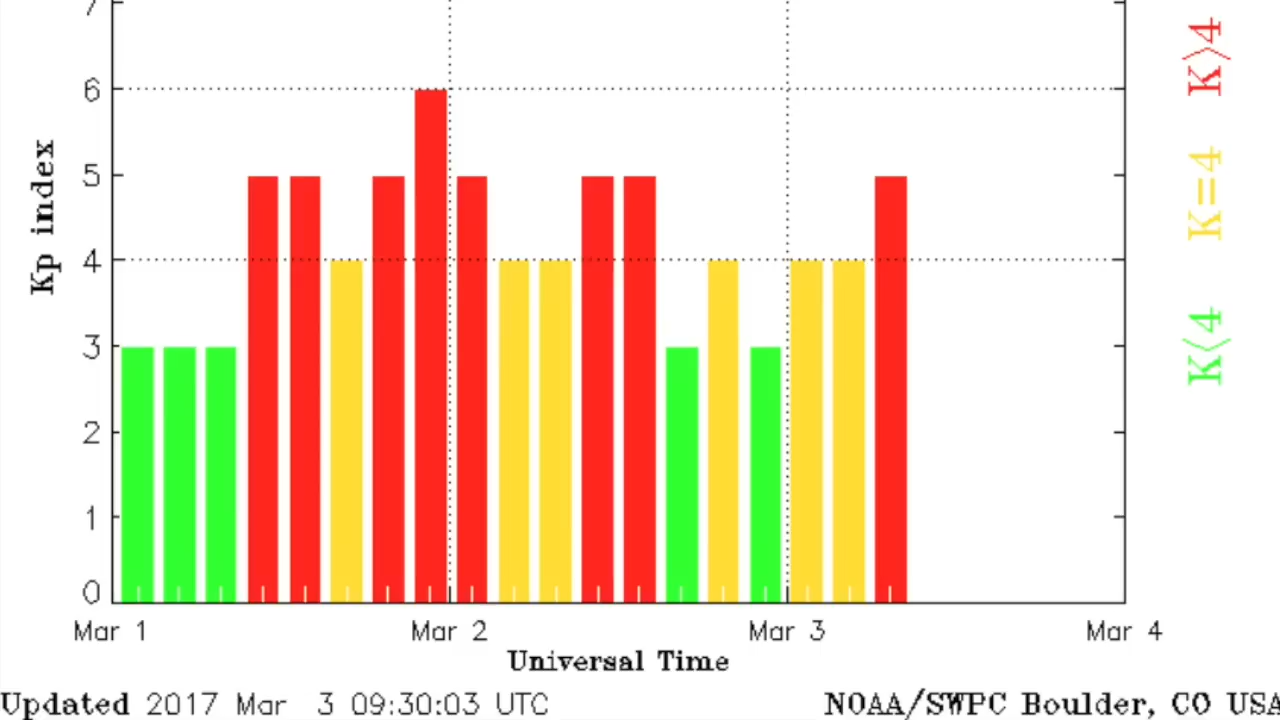 7
6
5
4
3
2
1
0
Kp index
Mar 1 Mar 2 Mar 3 Mar 4
Universal Time
K>4
K=4
K<4
Updated 2017 Mar 3 09:30:03 UTC
NOAA/SWPC Boulder, CO USA